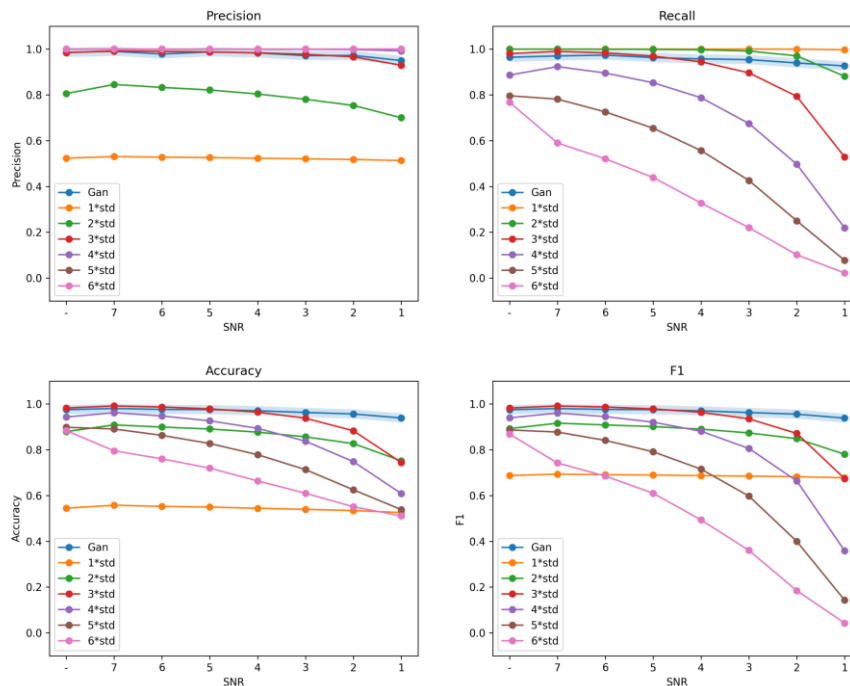 Precision
Precision
1.0
0.8
0.6
0.4
0.2
0.0
Gan
1*std
2*std
3*std
4*std
5*std
6*std
- 7 6 5 4 3 2 1
SNR
Recall
Recall
1.0
0.8
0.6
0.4
0.2
0.0
Gan
1*std
2*std
3*std
4*std
5*std
6*std
- 7 6 5 4 3 2 1
SNR
Accuracy
Accuracy
1.0
0.8
0.6
0.4
0.2
0.0
Gan
1*std
2*std
3*std
4*std
5*std
6*std
- 7 6 5 4 3 2 1
SNR
F1
F1
1.0
0.8
0.6
0.4
0.2
0.0
Gan
1*std
2*std
3*std
4*std
5*std
6*std
- 7 6 5 4 3 2 1
SNR